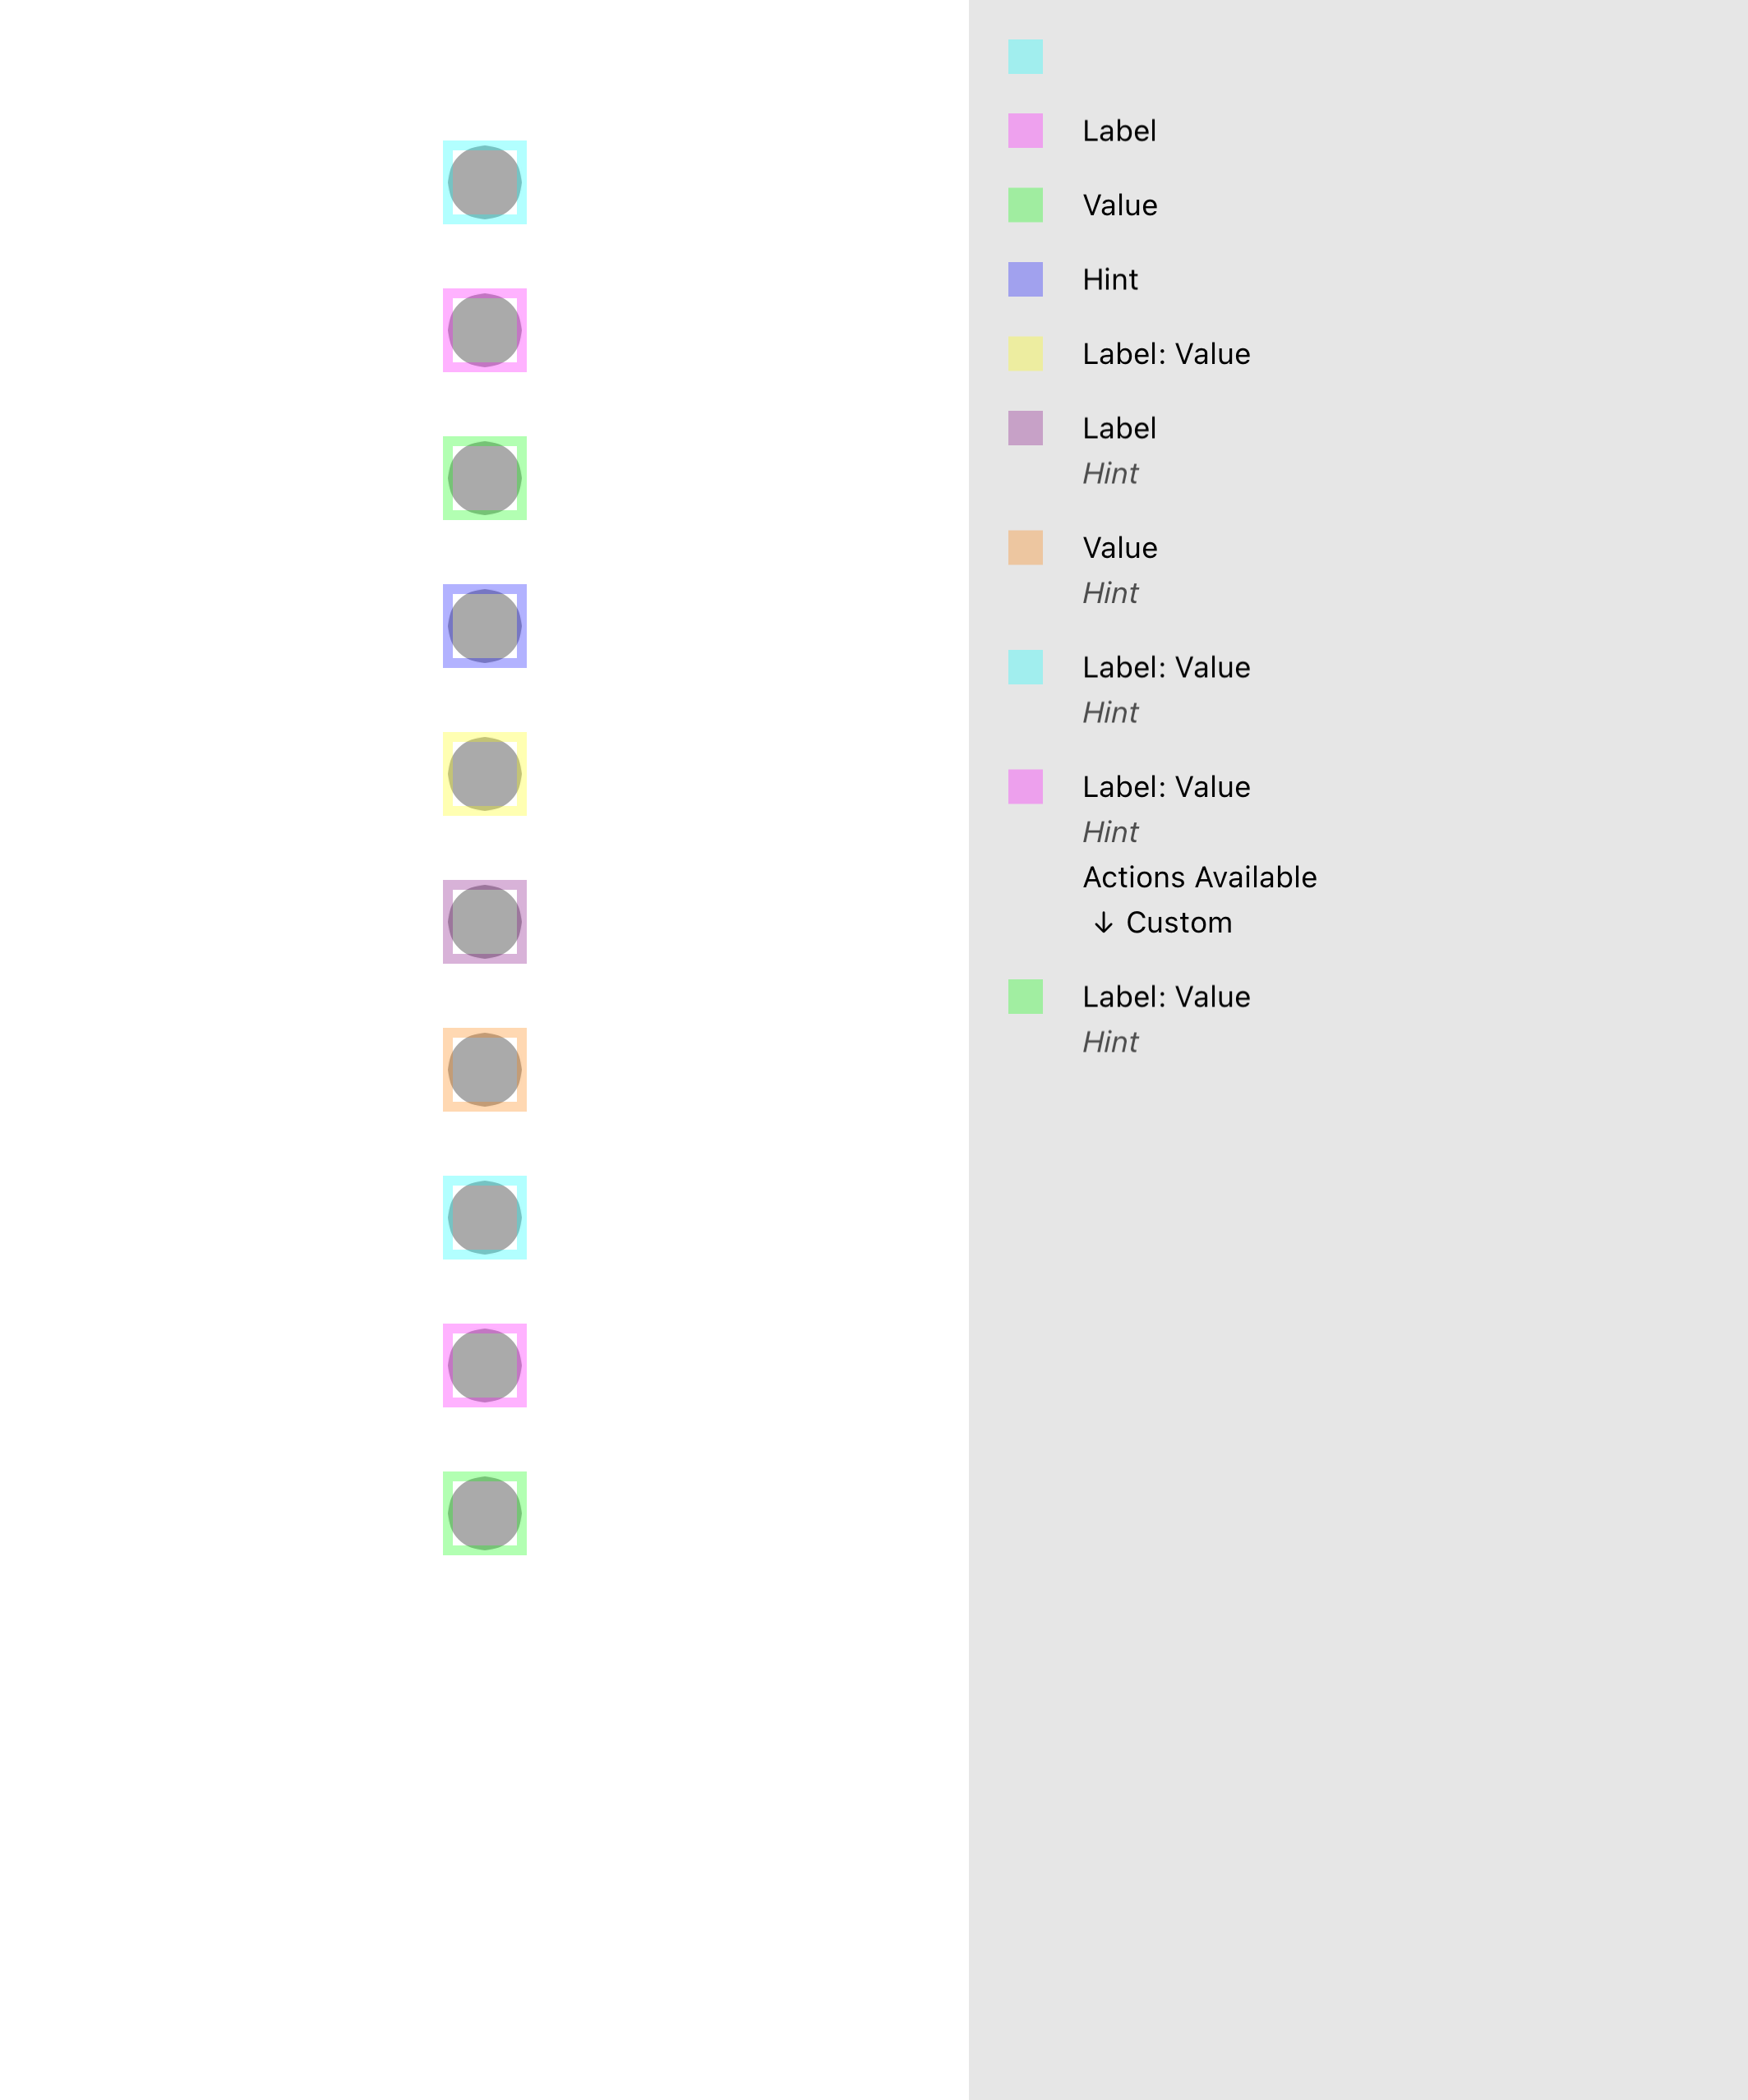 Label
Value
Hint
Label: Value
Label
Hint
Value
Hint
Label: Value
Hint
Label: Value
Hint
Actions Available
↓ Custom
Label: Value
Hint